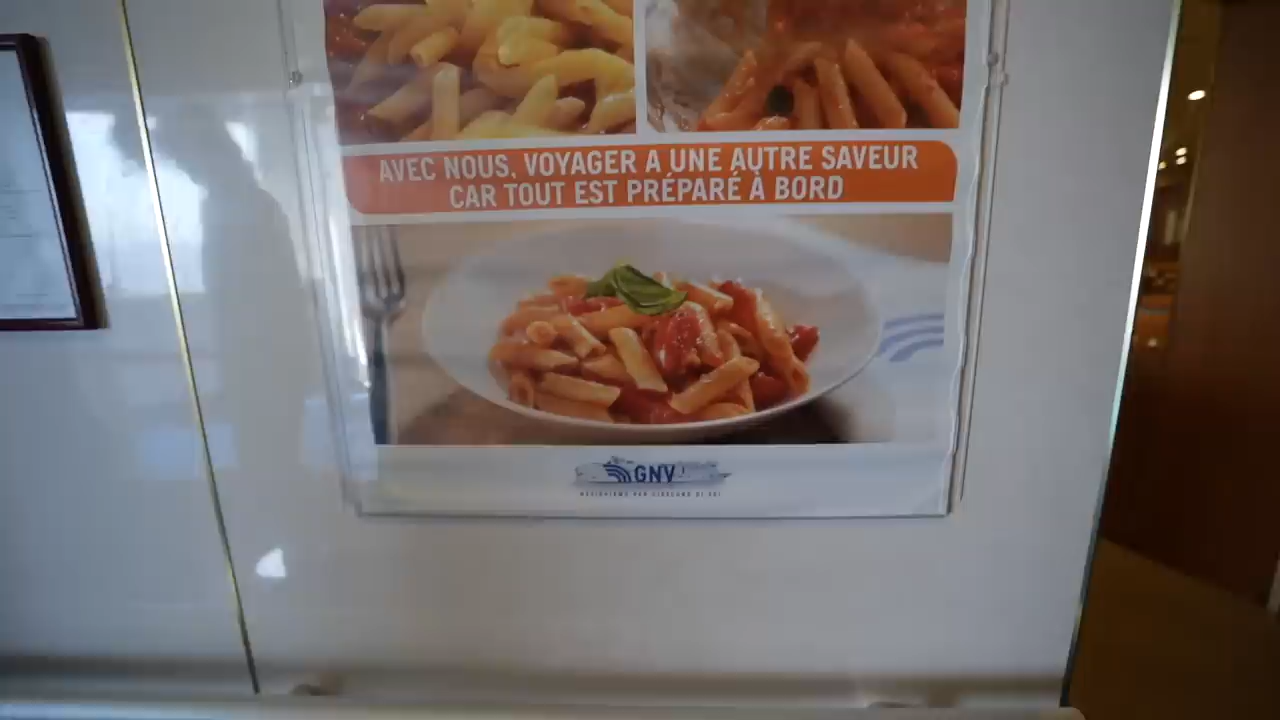 AVEC NOUS, VOYAGER A UNE AUTRE SAVEUR
CAR TOUT EST PRÉPARÉ À BORD
GNV